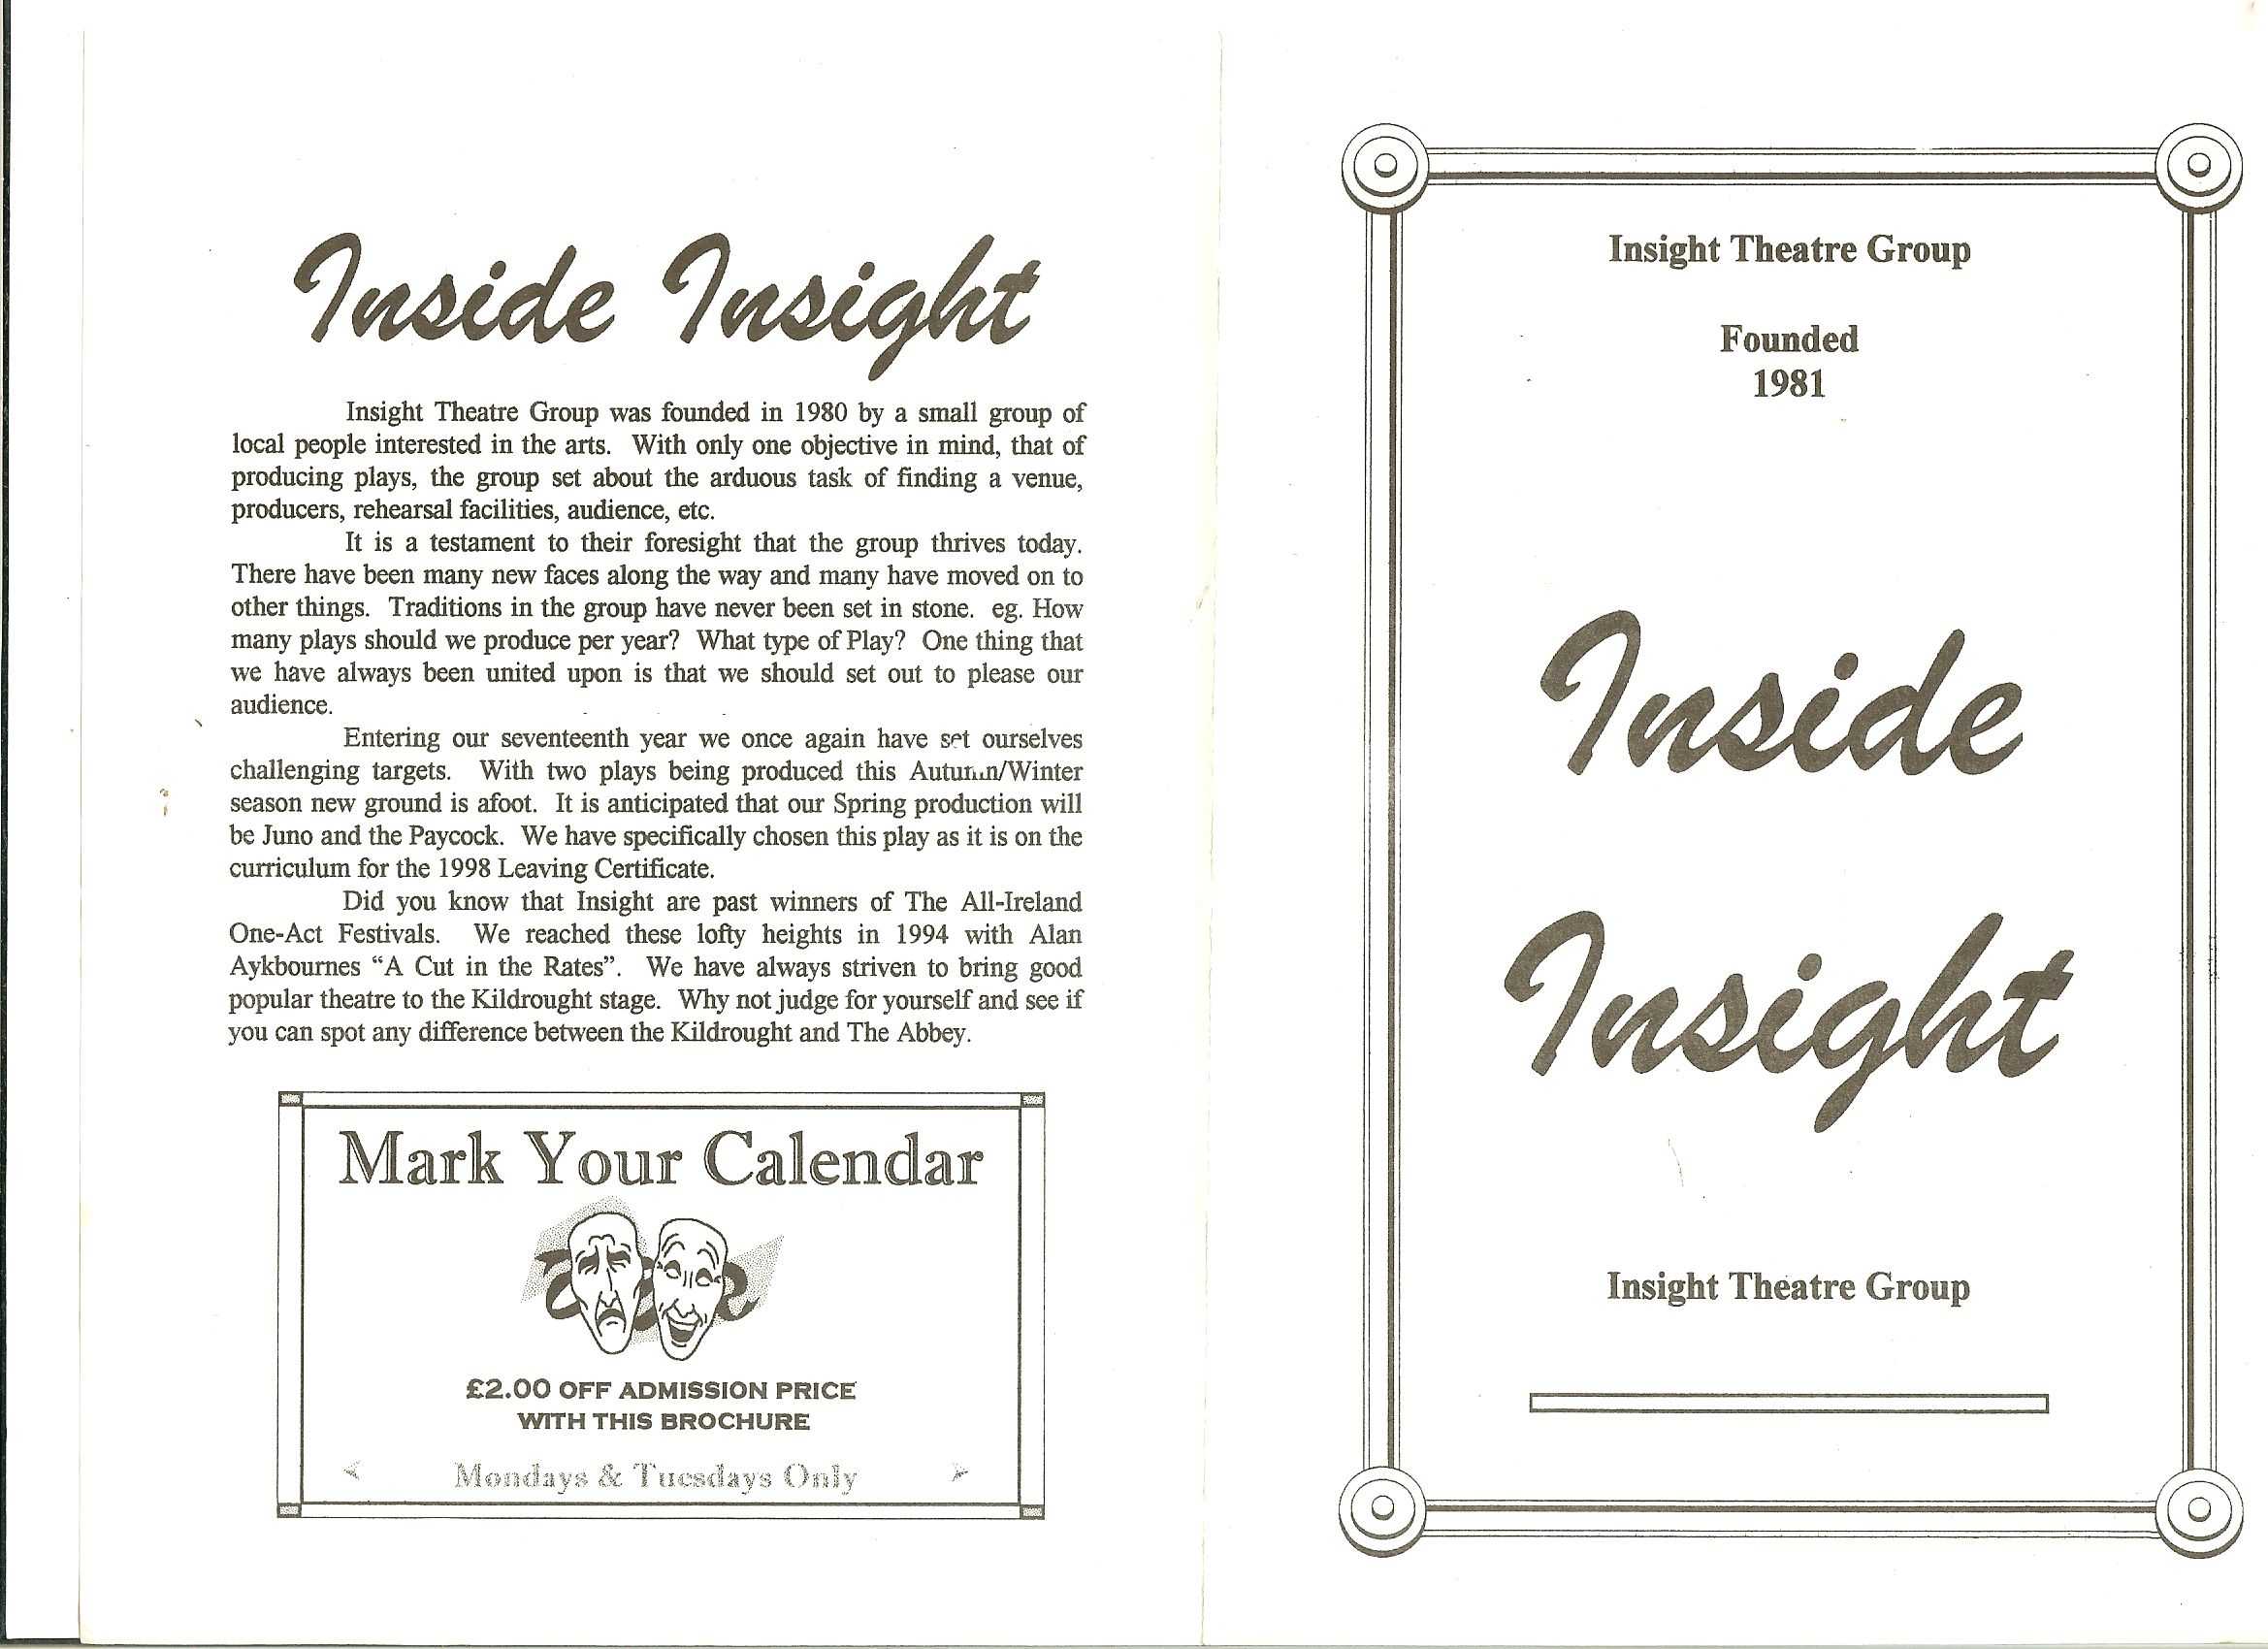 Inside Insight
Insight Theatre Group was founded in 1980 by a small group of
local people interested in the arts. With only one objective in mind, that of
producing plays, the group set about the arduous task of finding a venue,
producers, rehearsal facilities, audience, etc.
It is a testament to their foresight that the group thrives today.
There have been many new faces along the way and many have moved on to
other things. Traditions in the group have never been set in stone. eg. How
many plays should we produce per year? What type of Play? One thing that
we have always been united upon is that we should set out to please our
audience.
Entering our seventeenth year we once again have set ourselves
challenging targets. With two plays being produced this Autumn/Winter
season new ground is afoot. It is anticipated that our Spring production will
be Juno and the Paycock. We have specifically chosen this play as it is on the
curriculum for the 1998 Leaving Certificate.
Did you know that Insight are past winners of The All-Ireland
One-Act Festivals. We reached these lofty heights in 1994 with Alan
Aykbournes “A Cut in the Rates”. We have always striven to bring good
popular theatre to the Kildrought stage. Why not judge for yourself and see if
you can spot any difference between the Kildrought and The Abbey.
Mark Your Calendar
£2.00 OFF ADMISSION PRICE
WITH THIS BROCHURE
Mondays & Tuesdays Only
Insight Theatre Group
Founded
1981
Inside
Insight
Insight Theatre Group